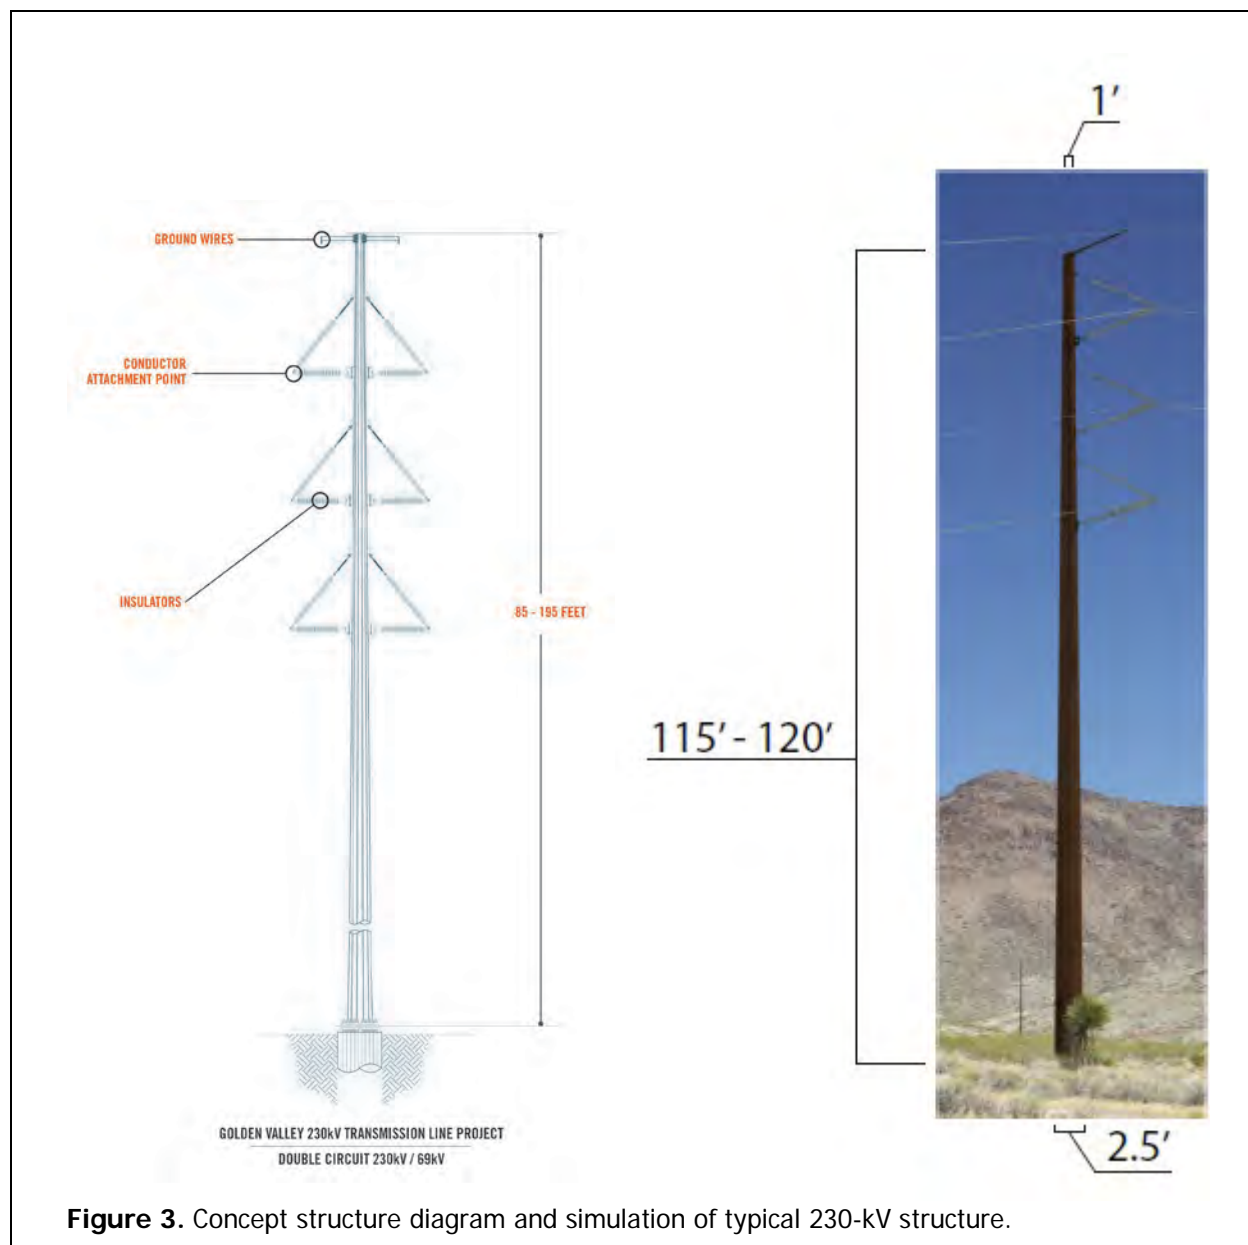 1’
GROUND WIRES
CONDUCTOR
ATTACHMENT POINT
INSULATORS
85 - 195 FEET
115’ - 120’
GOLDEN VALLEY 230kV TRANSMISSION LINE PROJECT
DOUBLE CIRCUIT 230kV / 69kV
2.5’
Figure 3. Concept structure diagram and simulation of typical 230-kV structure.